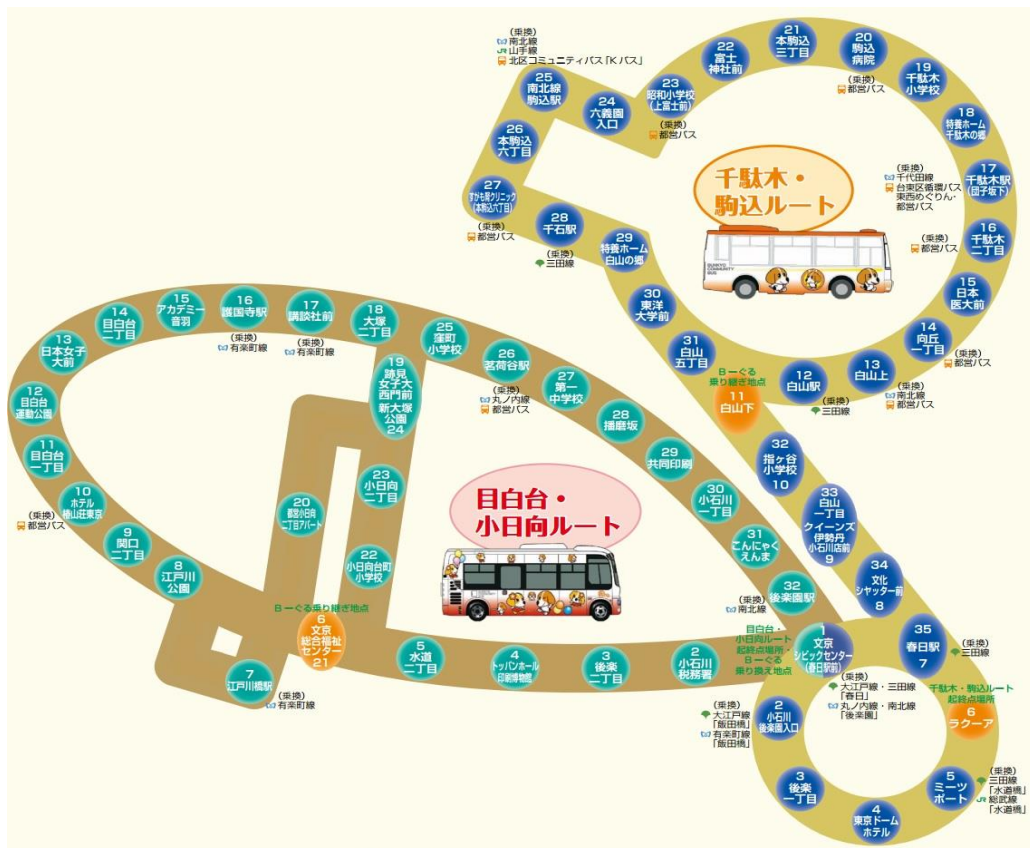 (乗換)
南北線
山手線
北区コミュニティバス「Kバス」
25
南北線
駒込駅
24
六義園
入口
23
昭和小学校
(上富士前)
(乗換)
都営バス
22
富士
神社前
21
本駒込
三丁目
20
駒込
病院
(乗換)
都営バス
19
千駄木
小学校
18
特養ホーム
千駄木の郷
17
千駄木駅
(団子坂下)
(乗換)
千代田線
台東区循環バス
東西めぐりん・
都営バス
16
千駄木
二丁目
(乗換)
都営バス
15
日本
医大前
14
向丘
一丁目
(乗換)
都営バス
13
白山上
(乗換)
南北線
都営バス
12
白山駅
(乗換)
三田線
26
本駒込
六丁目
27
(本駒込六丁目)
(乗換)
都営バス
28
千石駅
(乗換)
三田線
29
特養ホーム
白山の郷
30
東洋
大学前
31
白山
五丁目
千駄木・
駒込ルート
BUNKYO
COMMUNITY
BUS
Bーぐる
乗り継ぎ地点
11
白山下
32
指ヶ谷
小学校
10
33
白山
一丁目
クイーンズ
伊勢丹
小石川店前
9
34
文化
シヤッター前
8
35
春日駅
7
(乗換)
三田線
千駄木・駒込ルート
起終点場所
6
ラクーア
5
ミーツ
ポート
(乗換)
三田線
「水道橋」
総武線
「水道橋」
4
東京ドーム
ホテル
3
後楽
一丁目
2
小石川
後楽園入口
(乗換)
大江戸線
「飯田橋」
有楽町線
「飯田橋」
1
文京
シビックセンター
(春日駅前)
(乗換)
大江戸線・三田線
「春日」
丸ノ内線・南北線
「後楽園」
目白台・
小日向ルート
起終点場所・
Bーぐる
乗り換え地点
2
小石川
税務署
3
後楽
二丁目
4
トッパンホール
印刷博物館
5
水道
二丁目
Bーぐる乗り継ぎ地点
6
文京
総合福祉
センター
21
7
江戸川橋駅
(乗換)
有楽町線
8
江戸川
公園
9
関口
二丁目
10
ホテル
椿山荘東京
(乗換)
都営バス
11
目白台
一丁目
12
目白台
運動公園
13
日本女子
大前
14
目白台
二丁目
15
アカデミー
音羽
16
護国寺駅
(乗換)
有楽町線
17
講談社前
(乗換)
有楽町線
18
大塚
二丁目
19
跡見
女子大
西門前
新大塚
公園
24
20
都営小日向
二丁目アパート
22
小日向台町
小学校
23
小日向
二丁目
25
窪町
小学校
26
茗荷谷駅
(乗換)
丸ノ内線
都営バス
27
第一
中学校
28
播磨坂
29
共同印刷
30
小石川
一丁目
31
こんにゃく
えんま
32
後楽園駅
(乗換)
南北線
目白台・
小日向ルート